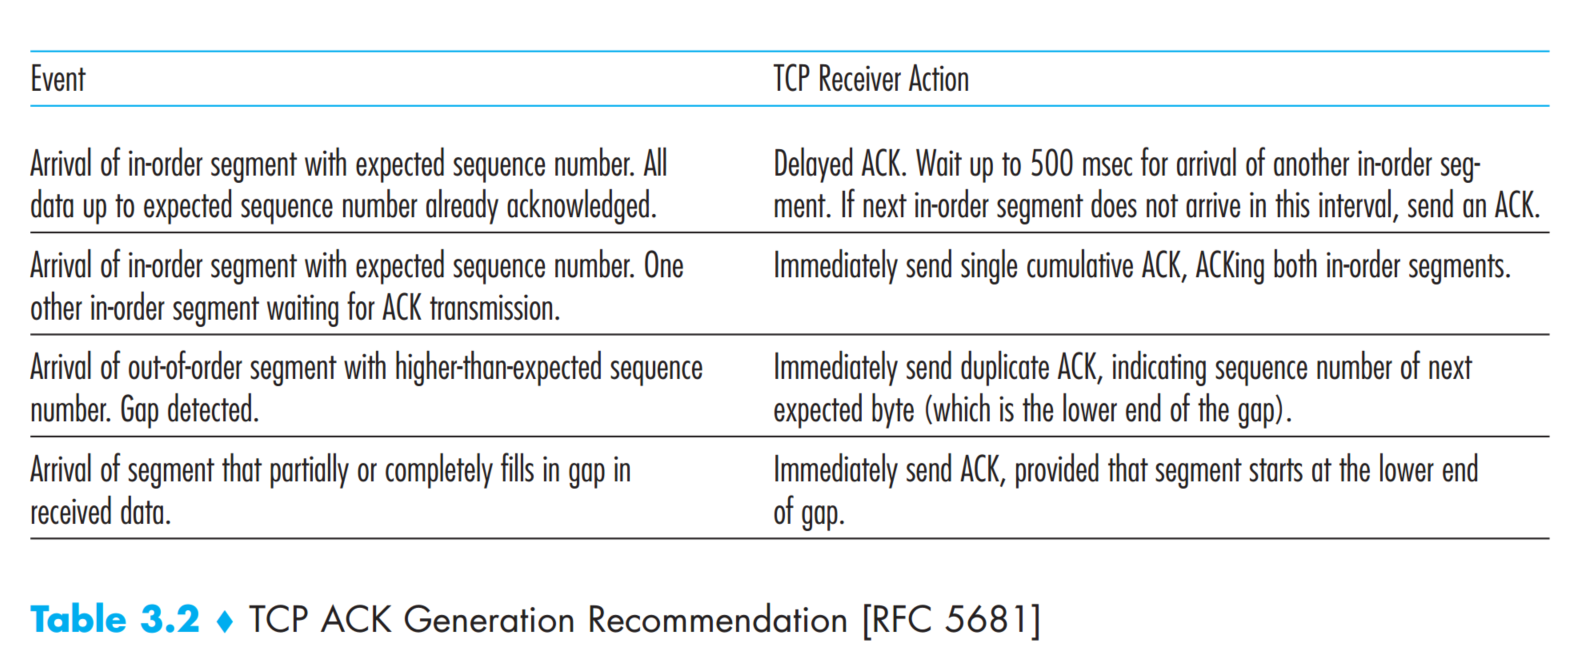 Event
TCP Receiver Action
Arrival of in-order segment with expected sequence number. All
data up to expected sequence number already acknowledged.
Delayed ACK. Wait up to 500 msec for arrival of another in-order seg-
ment. If next in-order segment does not arrive in this interval, send an ACK.
Arrival of in-order segment with expected sequence number. One
other in-order segment waiting for ACK transmission.
Immediately send single cumulative ACK, ACKing both in-order segments.
Arrival of out-of-order segment with higher-than-expected sequence
number. Gap detected.
Immediately send duplicate ACK, indicating sequence number of next
expected byte (which is the lower end of the gap).
Arrival of segment that partially or completely fills in gap in
received data.
Immediately send ACK, provided that segment starts at the lower end
of gap.
Table 3.2 ♦ TCP ACK Generation Recommendation [RFC 5681]